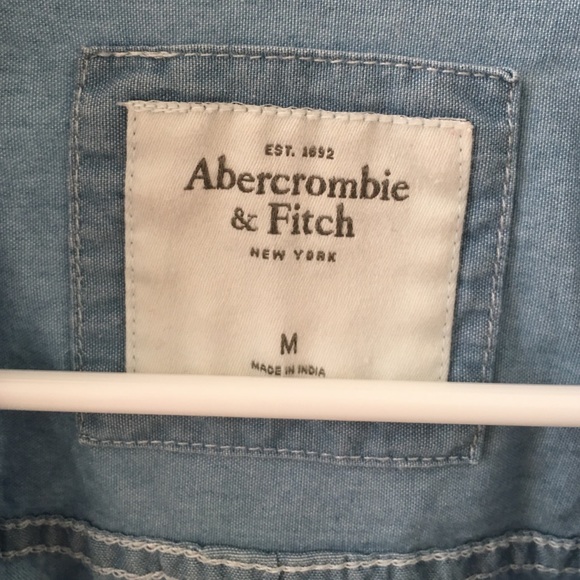 EST. 1892
Abercrombie
& Fitch
NEW YORK
M
MADE IN INDIA